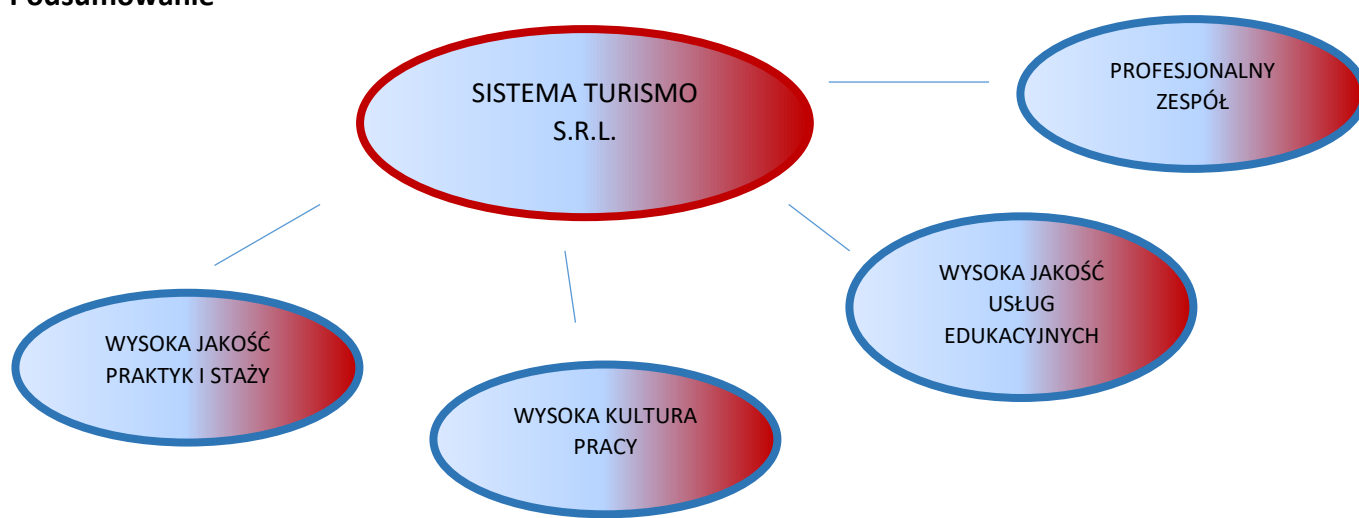 Podsumowanie
SISTEMA TURISMO
S.R.L.
PROFESJONALNY
ZESPÓŁ
WYSOKA JAKOŚĆ
USŁUG
EDUKACYJNYCH
WYSOKA JAKOŚĆ
PRAKTYK I STAŻY
WYSOKA KULTURA
PRACY